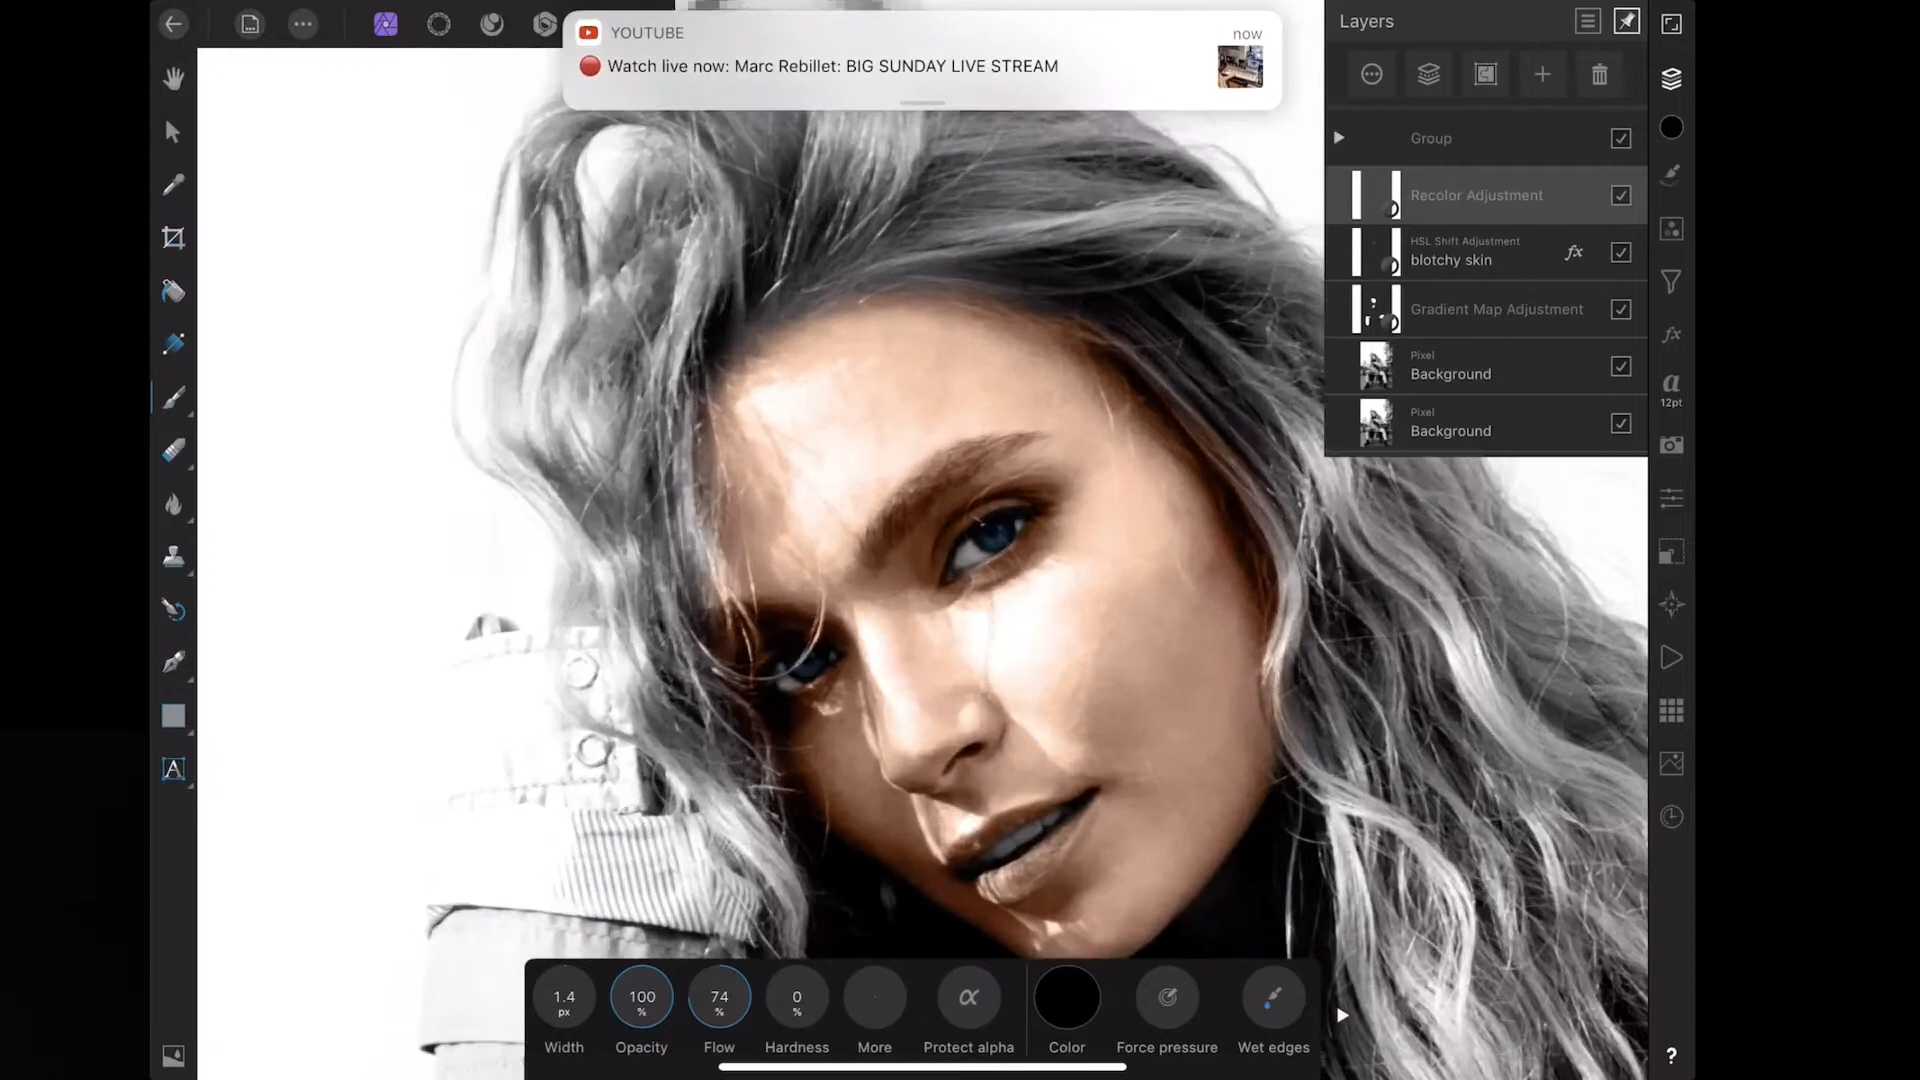 YOUTUBE
now
Watch live now: Marc Rebillet: BIG SUNDAY LIVE STREAM
Layers
Group
Recolor Adjustment
HSL Shift Adjustment
blotchy skin
fx
Gradient Map Adjustment
Pixel
Background
Pixel
Background
fx
a
12pt
A
1.4
px
100
%
74
%
0
%
α
Width
Opacity
Flow
Hardness
More
Protect alpha
Color
Force pressure
Wet edges
?